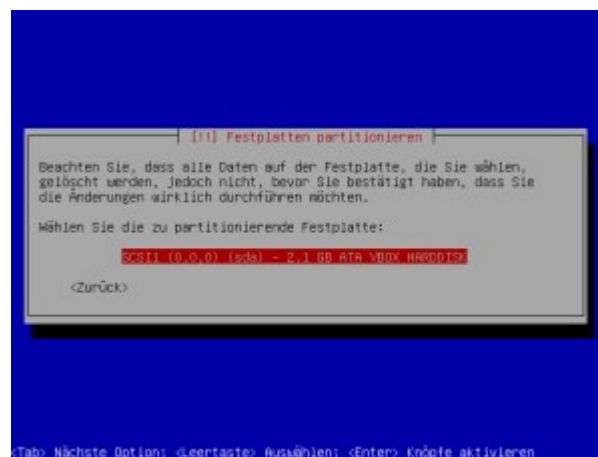 [!!] Festplatten partitionieren
Beachten Sie, dass alle Daten auf der Festplatte, die Sie wählen,
gelöscht werden, jedoch nicht, bevor Sie bestätigt haben, dass Sie
die Änderungen wirklich durchführen möchten.
Wählen Sie die zu partitionierende Festplatte:
SCSI1 (0,0,0) (sda) - 2.1 GB ATA VBOX HARDDISK
<Zurück>
<Tab> Nächste Option; <Leertaste> Auswählen; <Enter> Knöpfe aktivieren